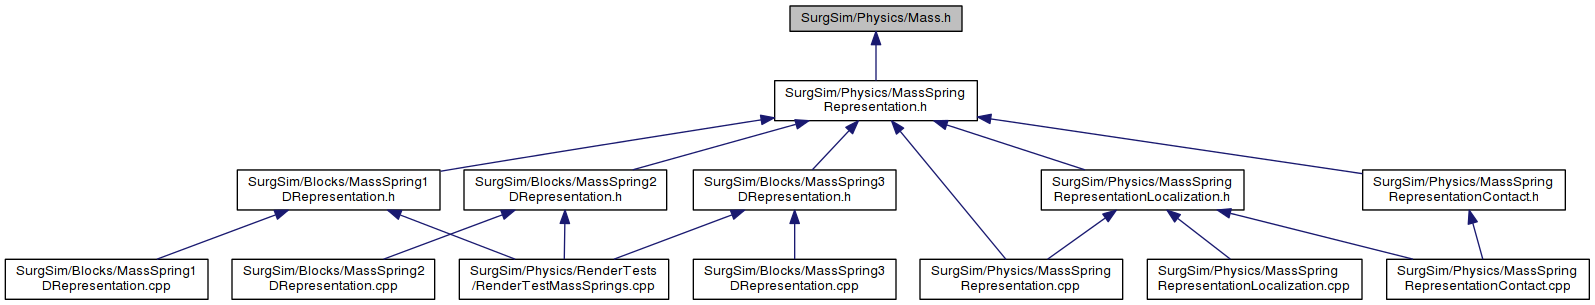 SurgSim/Physics/Mass.h
SurgSim/Physics/MassSpring
Representation.h
SurgSim/Blocks/MassSpring1
DRepresentation.h
SurgSim/Blocks/MassSpring2
DRepresentation.h
SurgSim/Blocks/MassSpring3
DRepresentation.h
SurgSim/Physics/MassSpring
RepresentationLocalization.h
SurgSim/Physics/MassSpring
RepresentationContact.h
SurgSim/Blocks/MassSpring1
DRepresentation.cpp
SurgSim/Blocks/MassSpring2
DRepresentation.cpp
SurgSim/Physics/RenderTests
/RenderTestMassSprings.cpp
SurgSim/Blocks/MassSpring3
DRepresentation.cpp
SurgSim/Physics/MassSpring
Representation.cpp
SurgSim/Physics/MassSpring
RepresentationLocalization.cpp
SurgSim/Physics/MassSpring
RepresentationContact.cpp